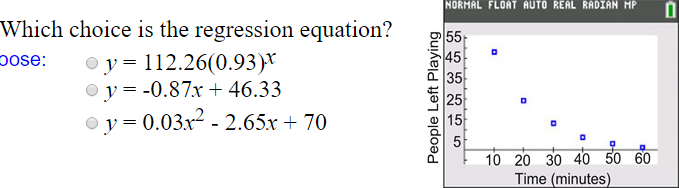 Which choice is the regression equation?
oose:
y = 112.26(0.93)ˣ
y = -0.87x + 46.33
y = 0.03x² - 2.65x + 70
NORMAL FLOAT AUTO REAL RADIAN MP
People Left Playing
55
45
35
25
15
5
10 20 30 40 50 60
Time (minutes)